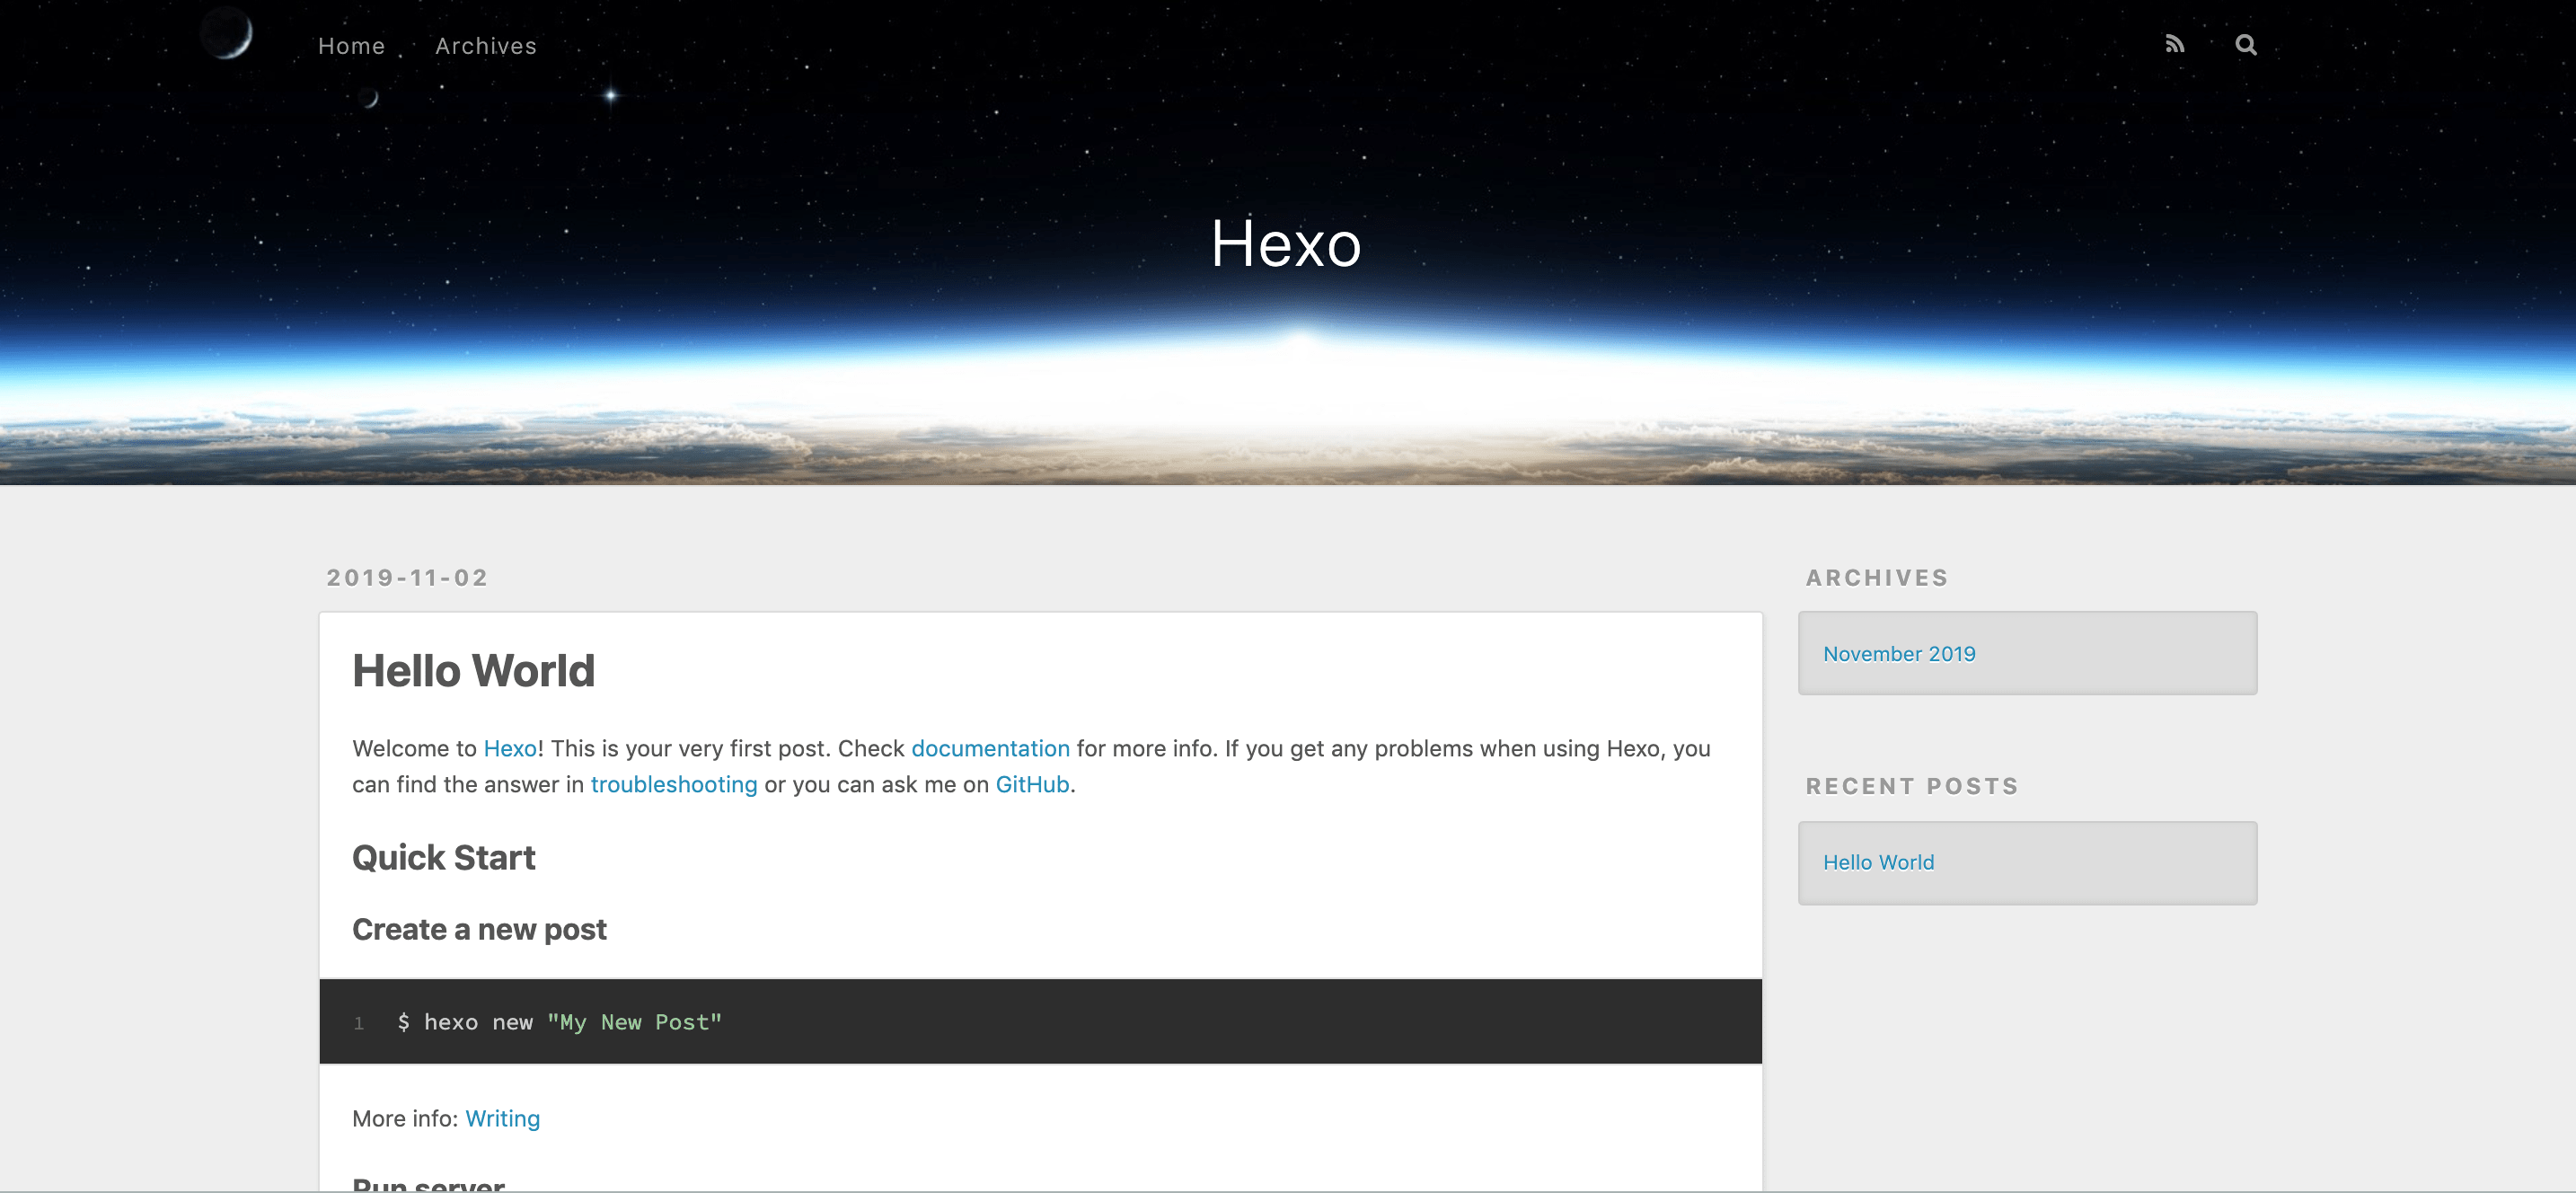 Home
Archives
Hexo
2019-11-02
Hello World
Welcome to Hexo! This is your very first post. Check documentation for more info. If you get any problems when using Hexo, you
can find the answer in troubleshooting or you can ask me on GitHub.
Quick Start
Create a new post
1 $ hexo new "My New Post"
More info: Writing
Run server
ARCHIVES
November 2019
RECENT POSTS
Hello World